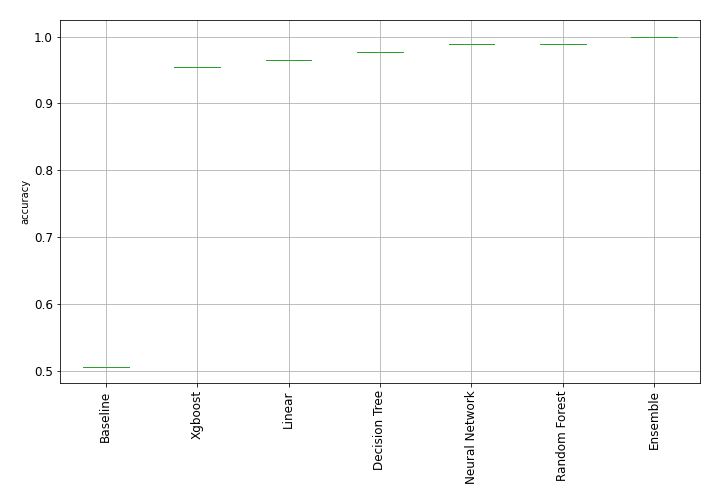 1.0
0.9
0.8
0.7
0.6
0.5
accuracy
Baseline
Xgboost
Linear
Decision Tree
Neural Network
Random Forest
Ensemble